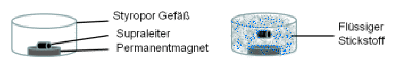 Styropor Gefäß
Supraleiter
Permanentmagnet
Flüssiger
Stickstoff